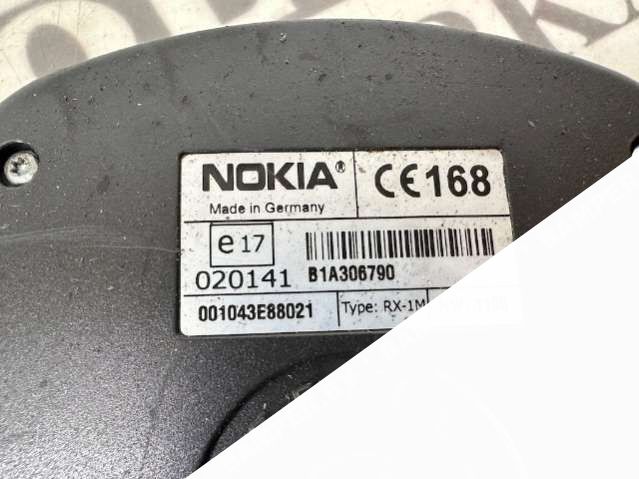 NOKIA®
CE168
Made in Germany
e17
020141
B1A306790
001043E88021
Type: RX-1M